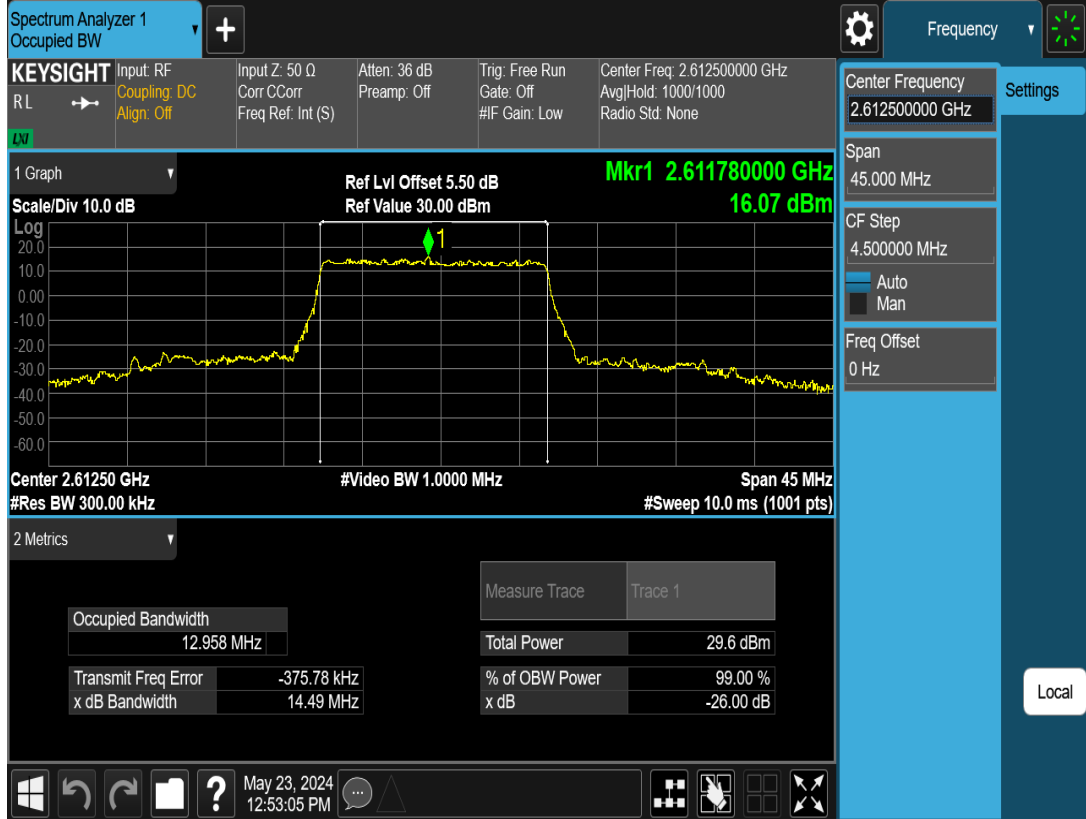 Spectrum Analyzer 1
Occupied BW
+
Frequency
KEYSIGHT
R L
LXI
Input: RF
Coupling: DC
Align: Off
Input Z: 50 Ω
Corr CCorr
Freq Ref: Int (S)
Atten: 36 dB
Preamp: Off
Trig: Free Run
Gate: Off
#IF Gain: Low
Center Freq: 2.612500000 GHz
Avg|Hold: 1000/1000
Radio Std: None
Center Frequency
2.612500000 GHz
Settings
Span
45.000 MHz
CF Step
4.500000 MHz
Auto
Man
Freq Offset
0 Hz
Local
1 Graph
Scale/Div 10.0 dB
Ref Lvl Offset 5.50 dB
Ref Value 30.00 dBm
Mkr1 2.611780000 GHz
16.07 dBm
Log
20.0
10.0
0.00
-10.0
-20.0
-30.0
-40.0
-50.0
-60.0
1
Center 2.61250 GHz
#Res BW 300.00 kHz
#Video BW 1.0000 MHz
Span 45 MHz
#Sweep 10.0 ms (1001 pts)
2 Metrics
Measure Trace Trace 1
Occupied Bandwidth
12.958 MHz
Total Power 29.6 dBm
Transmit Freq Error -375.78 kHz
% of OBW Power 99.00 %
x dB Bandwidth 14.49 MHz
x dB -26.00 dB
?
May 23, 2024
12:53:05 PM